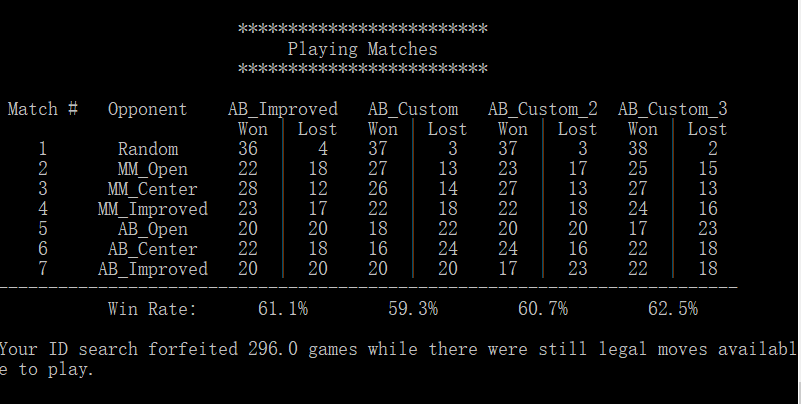 *************************
Playing Matches
*************************
Match # Opponent AB_Improved AB_Custom AB_Custom_2 AB_Custom_3
Won | Lost Won | Lost Won | Lost Won | Lost
1 Random 36 | 4 37 | 3 37 | 3 38 | 2
2 MM_Open 22 | 18 27 | 13 23 | 17 25 | 15
3 MM_Center 28 | 12 26 | 14 27 | 13 27 | 13
4 MM_Improved 23 | 17 22 | 18 22 | 18 24 | 16
5 AB_Open 20 | 20 18 | 22 20 | 20 17 | 23
6 AB_Center 22 | 18 16 | 24 24 | 16 22 | 18
7 AB_Improved 20 | 20 20 | 20 17 | 23 22 | 18
--------------------------------------------------------------------------
Win Rate: 61.1% 59.3% 60.7% 62.5%
Your ID search forfeited 296.0 games while there were still legal moves availabl
e to play.